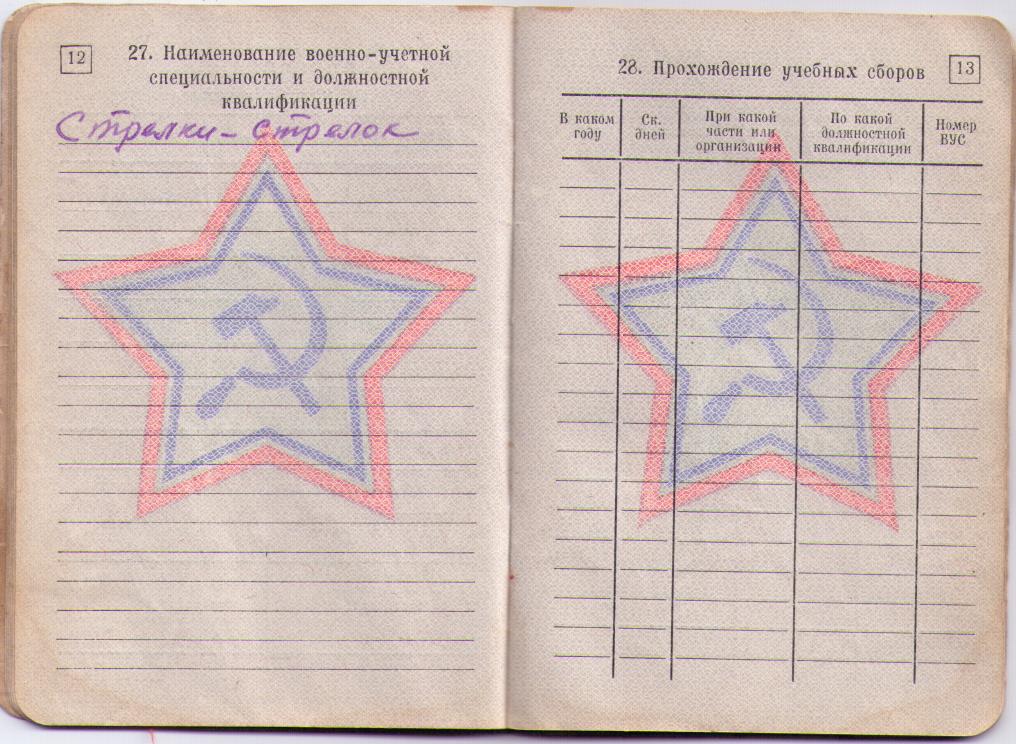 12
27. Наименование военно-учетной
специальности и должностной
квалификации
Стрелки - стрелок
28. Прохождение учебных сборов
13
В каком
году
Ск.
дней
При какой
части или
организации
По какой
должностной
квалификации
Номер
ВУС